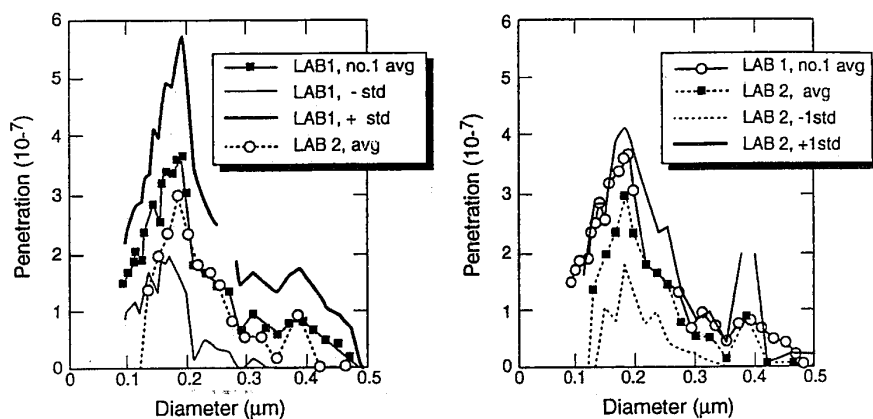 6
5
4
3
2
1
0
0
0.1
0.2
0.3
0.4
0.5
Penetration (10-7)
Diameter (μm)
LAB1, no.1 avg
LAB1, - std
LAB1, + std
LAB 2, avg
6
5
4
3
2
1
0
0
0.1
0.2
0.3
0.4
0.5
Penetration (10-7)
Diameter (μm)
LAB 1, no.1 avg
LAB 2, avg
LAB 2, -1std
LAB 2, +1std